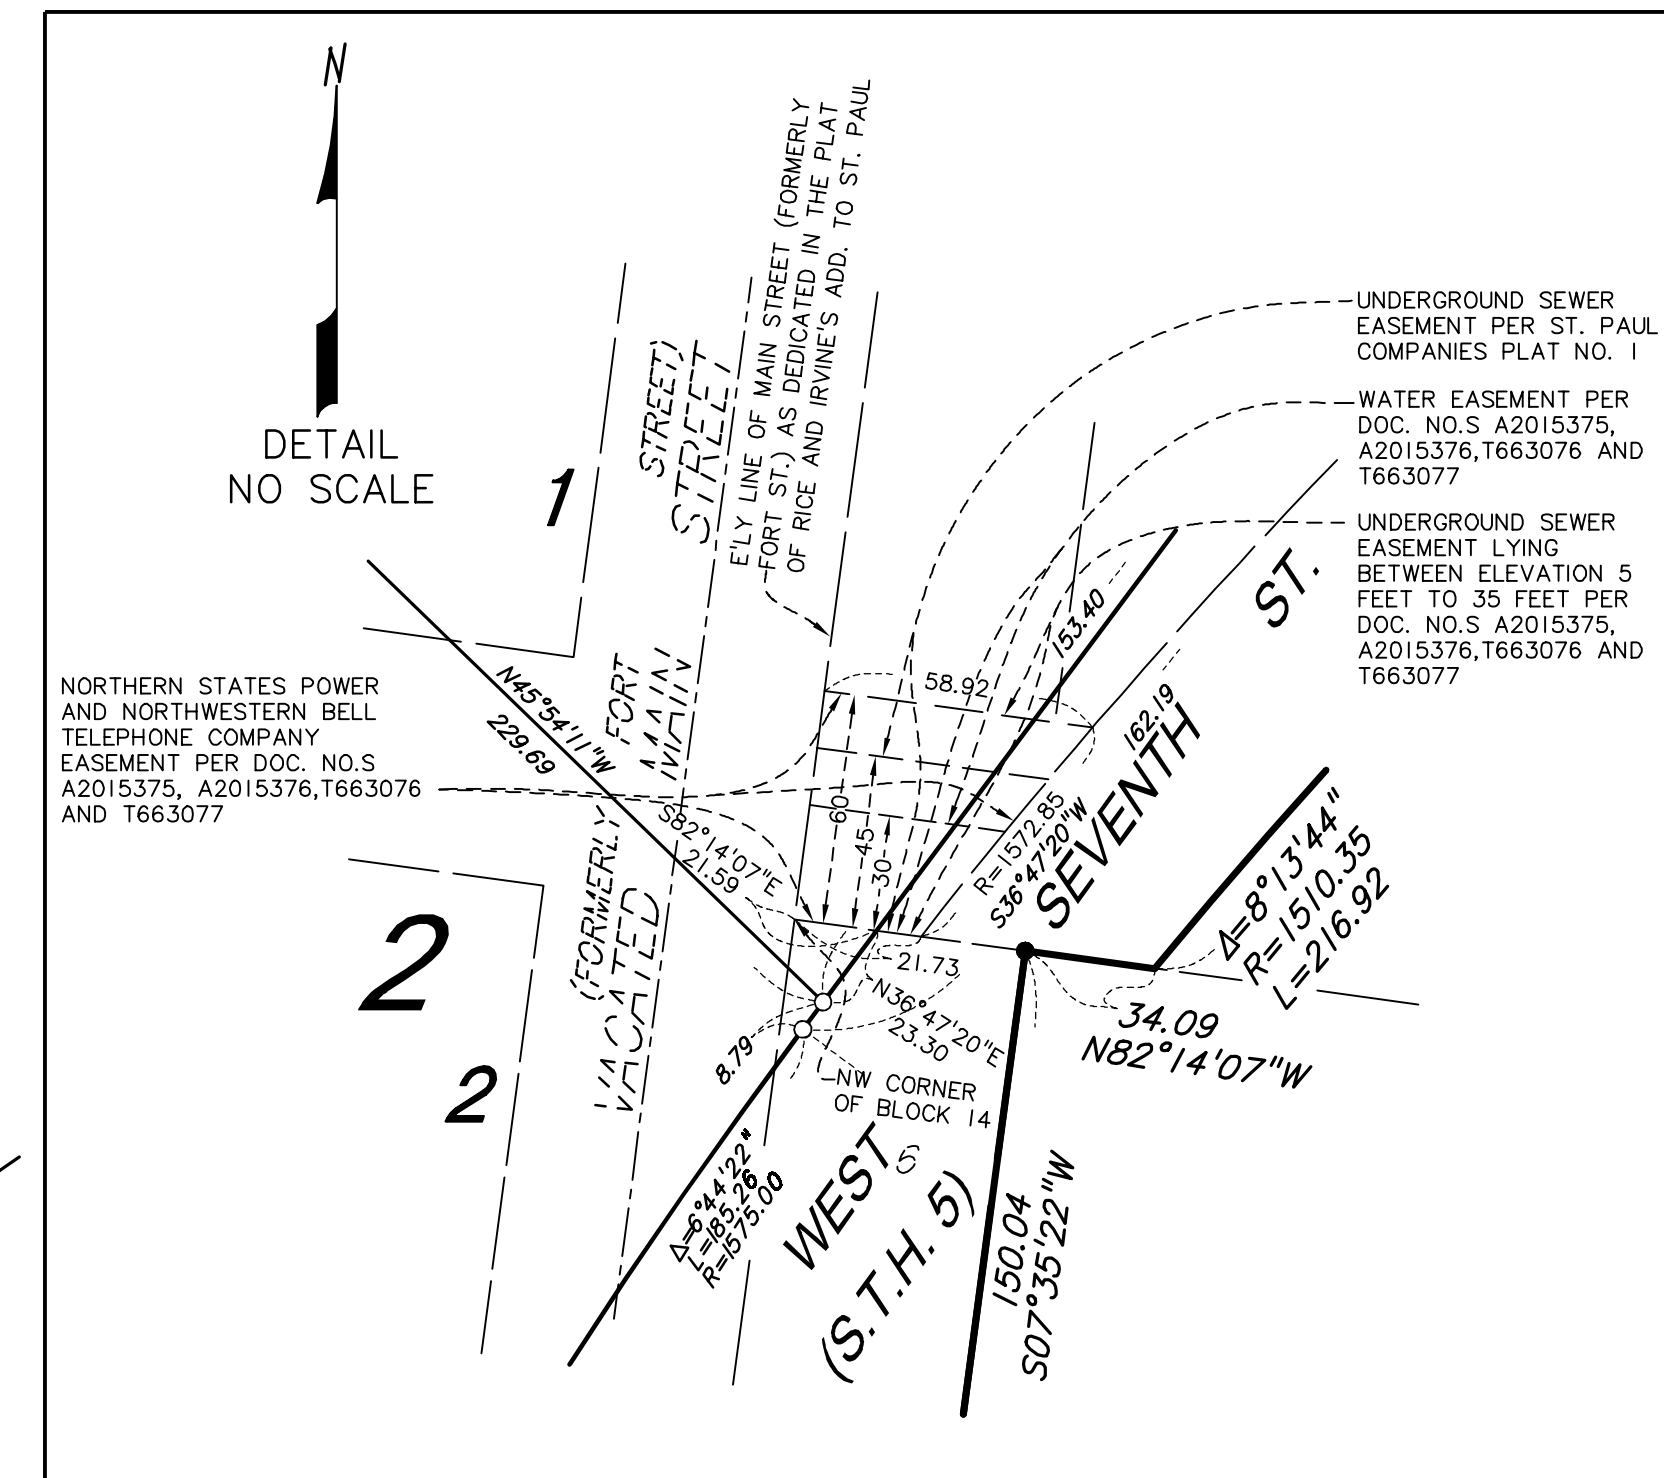 N
DETAIL
NO SCALE
1
STREET)
STREET
E'LY LINE OF MAIN STREET (FORMERLY
FORT ST.) AS DEDICATED IN THE PLAT
OF RICE AND IRVINE'S ADD. TO ST. PAUL
UNDERGROUND SEWER
EASEMENT PER ST. PAUL
COMPANIES PLAT NO. 1
WATER EASEMENT PER
DOC. NO.S A2015375,
A2015376,T663076 AND
T663077
UNDERGROUND SEWER
EASEMENT LYING
BETWEEN ELEVATION 5
FEET TO 35 FEET PER
DOC. NO.S A2015375,
A2015376,T663076 AND
T663077
ST.
153.40
58.92
162.19
SEVENTH
R=1572.85
S36°47'20"W
NORTHERN STATES POWER
AND NORTHWESTERN BELL
TELEPHONE COMPANY
EASEMENT PER DOC. NO.S
A2015375, A2015376,T663076
AND T663077
N45°54'11"W
229.69
FORT
MAIN
MAIN
60
45
30
S82°14'07"E
21.59
(FORMERLY
VACATED
2
2
21.73
N36°47'20"E
23.30
8.79
NW CORNER
OF BLOCK 14
Δ=8°13'44"
R=1510.35
L=216.92
34.09
N82°14'07"W
Δ=6°44'22"
L=185.26
R=1575.00
WEST
(S.T.H. 5)
150.04
S07°35'22"W